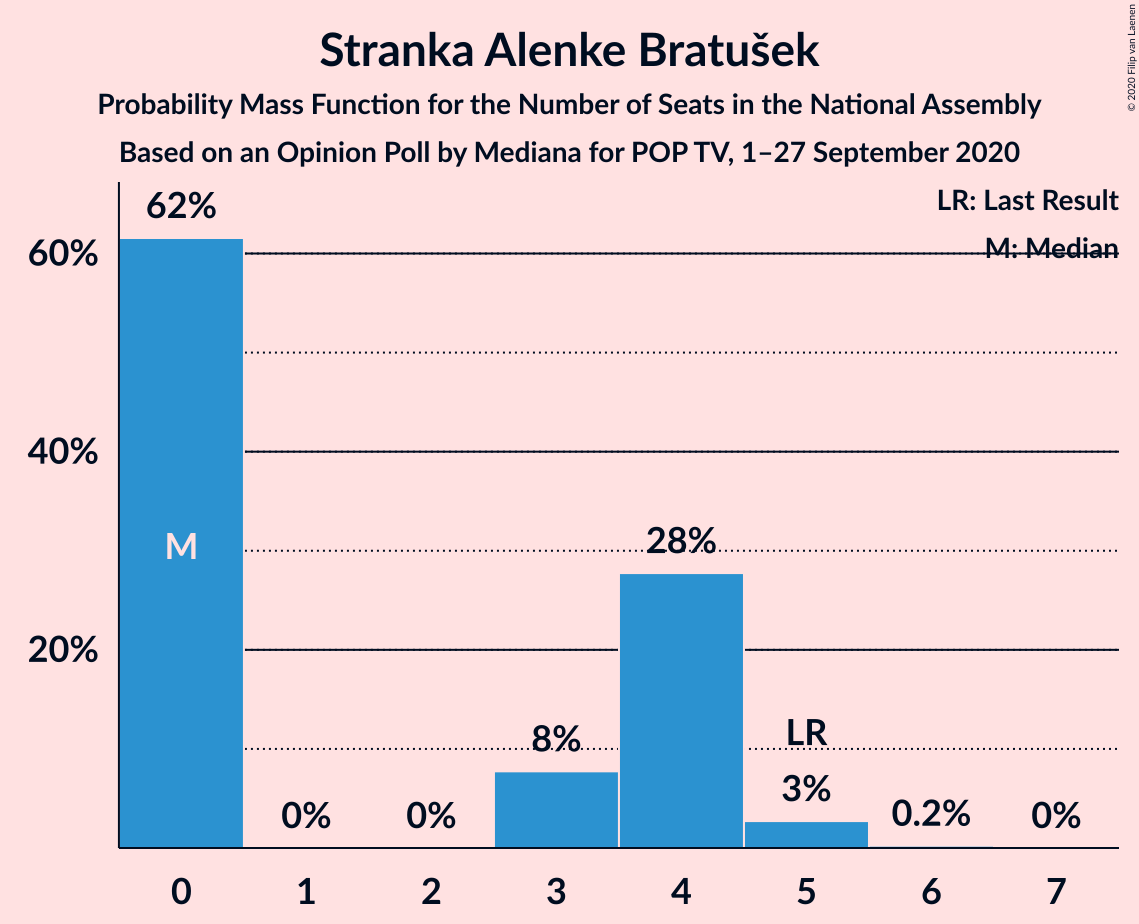 Stranka Alenke Bratušek
Probability Mass Function for the Number of Seats in the National Assembly
Based on an Opinion Poll by Mediana for POP TV, 1–27 September 2020
© 2020 Filip van Laenen
LR: Last Result
M: Median
62%
60%
40%
20%
M
0%
0%
8%
28%
LR
3%
0.2%
0%
0 1 2 3 4 5 6 7